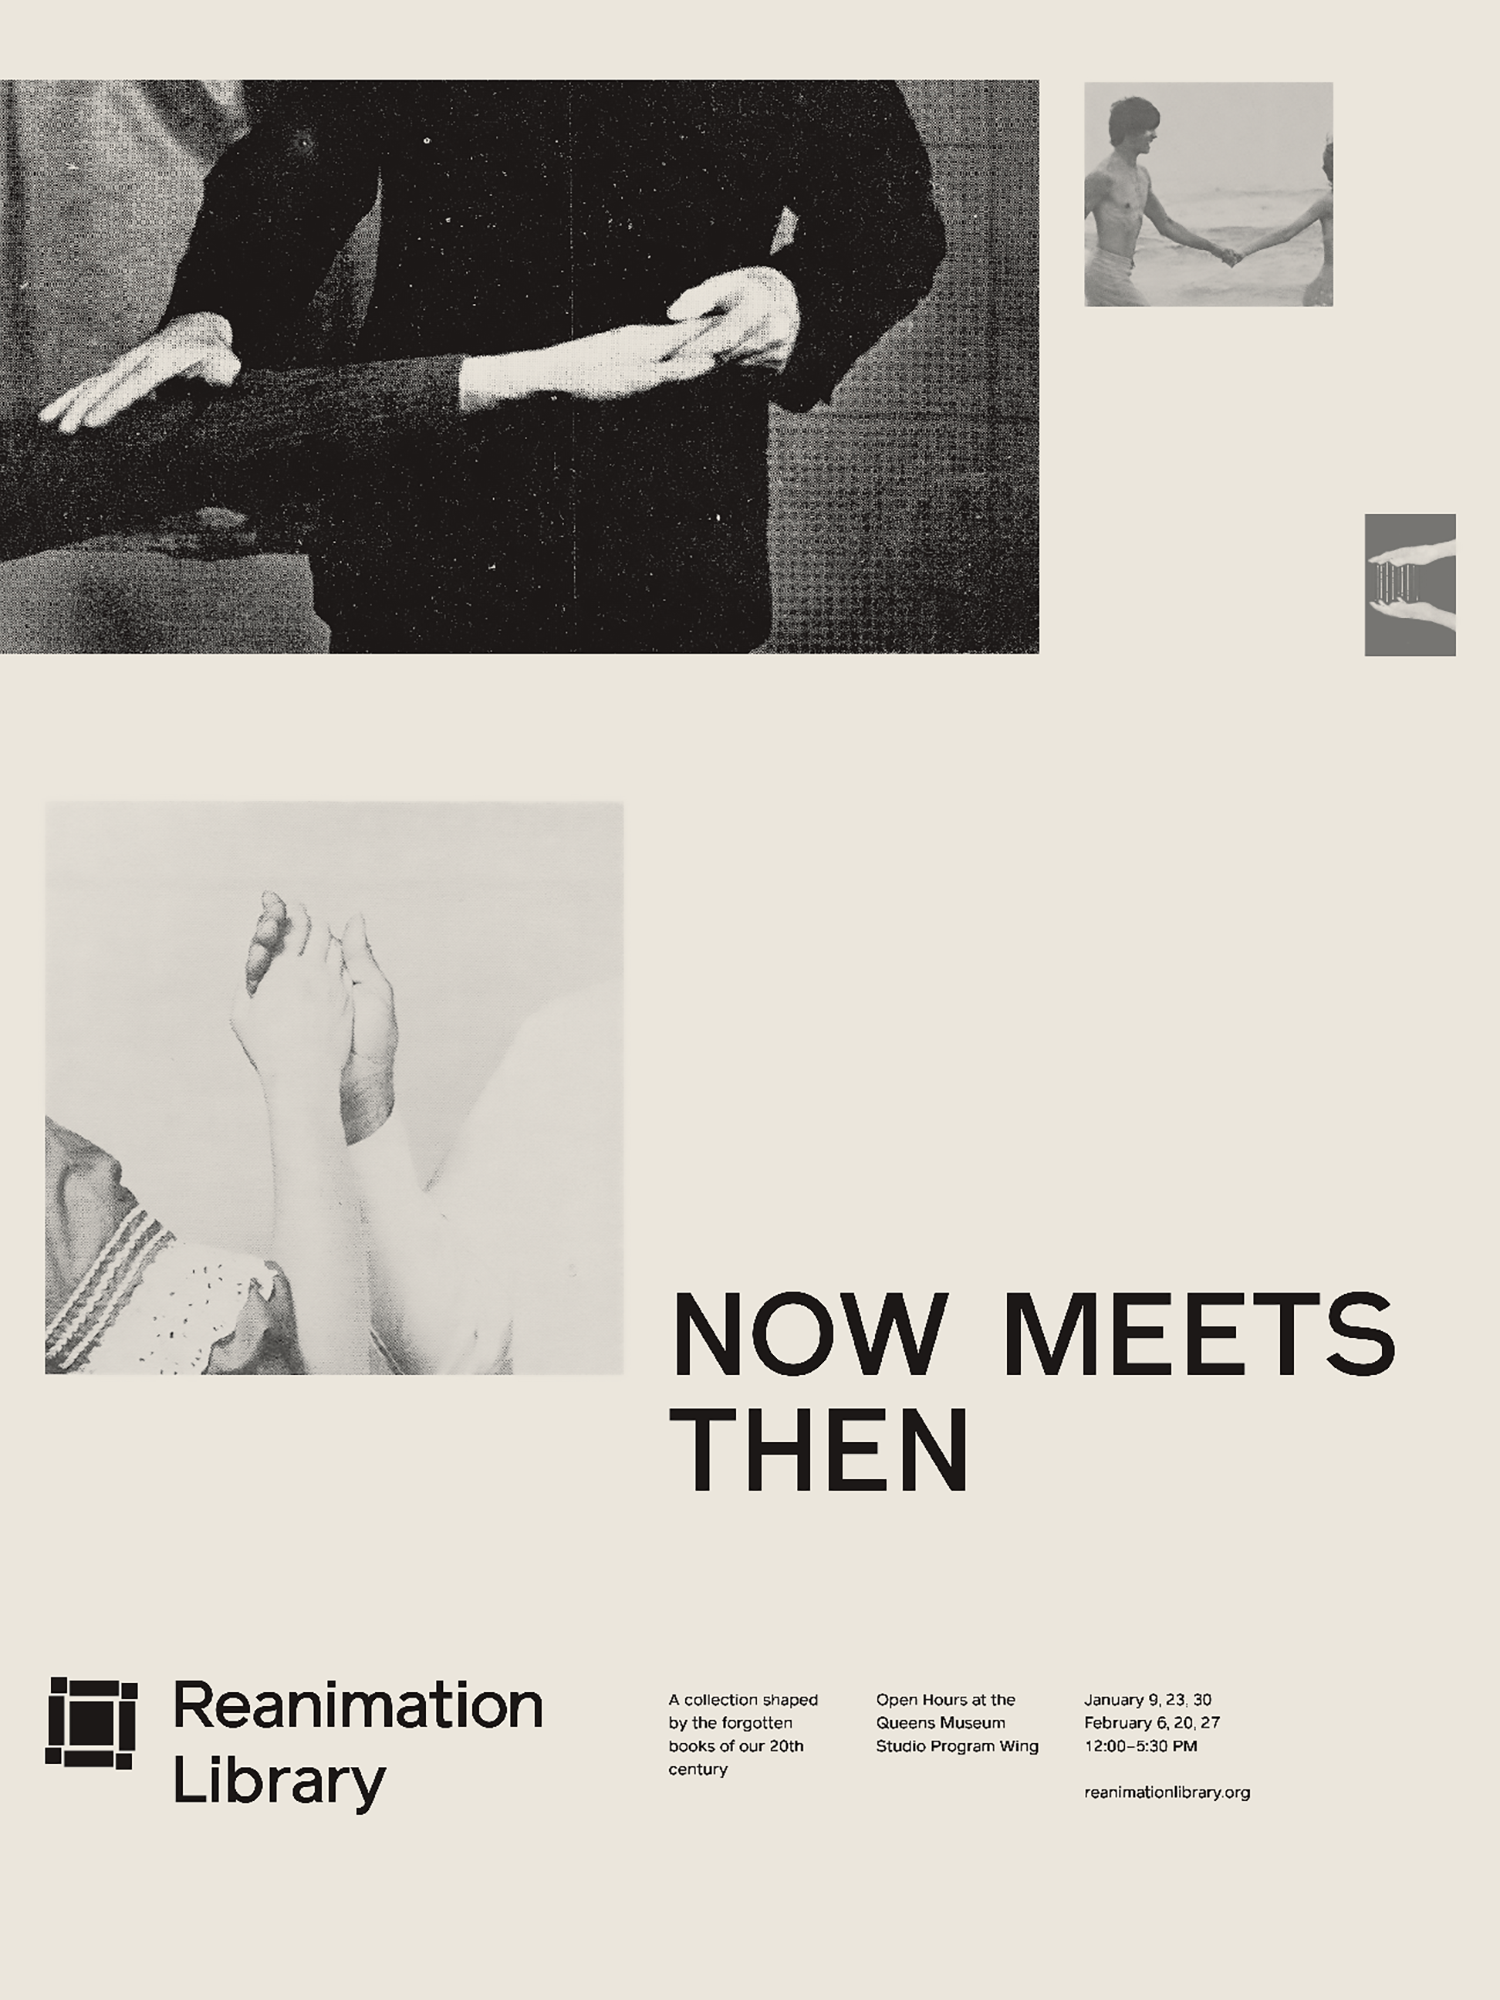 NOW MEETS
THEN
Reanimation
Library
A collection shaped
by the forgotten
books of our 20th
century
Open Hours at the
Queens Museum
Studio Program Wing
January 9, 23, 30
February 6, 20, 27
12:00–5:30 PM
reanimationlibrary.org